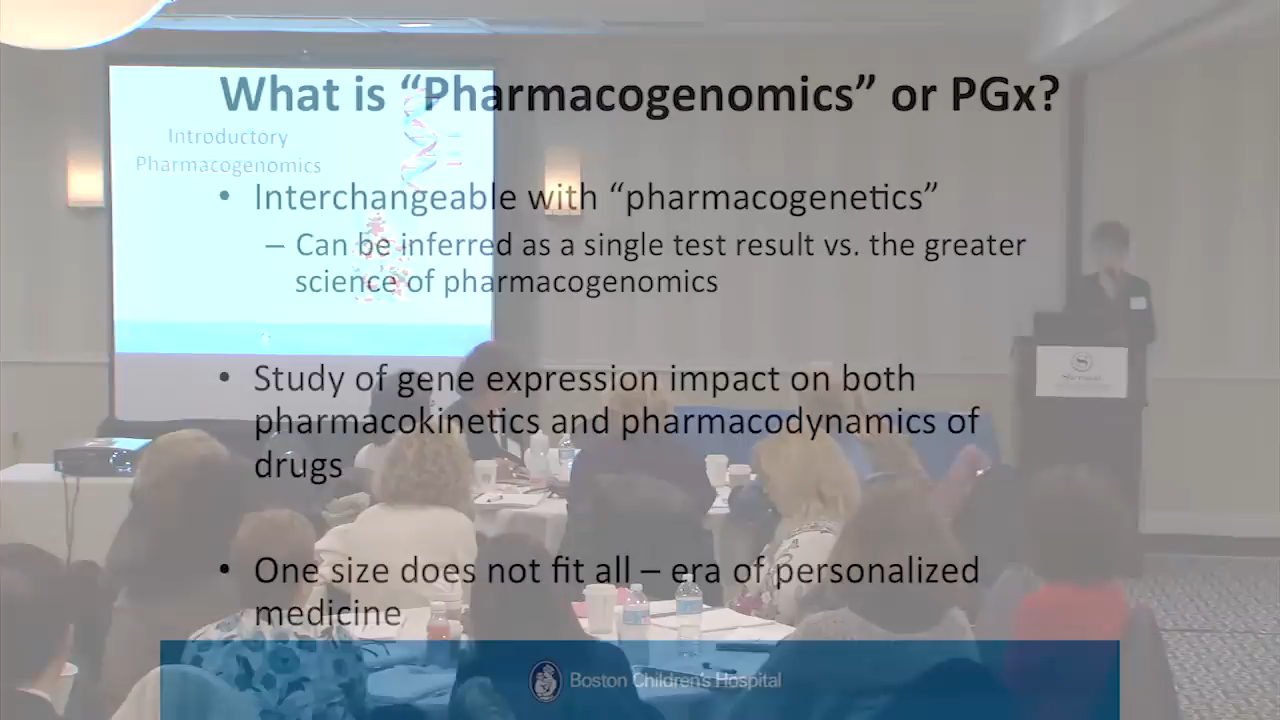 What is “Pharmacogenomics” or PGx?
Introductory
Pharmacogenomics
• Interchangeable with “pharmacogenetics”
– Can be inferred as a single test result vs. the greater
science of pharmacogenomics
• Study of gene expression impact on both
pharmacokinetics and pharmacodynamics of
drugs
• One size does not fit all – era of personalized
medicine
Sheraton
Boston Children's Hospital